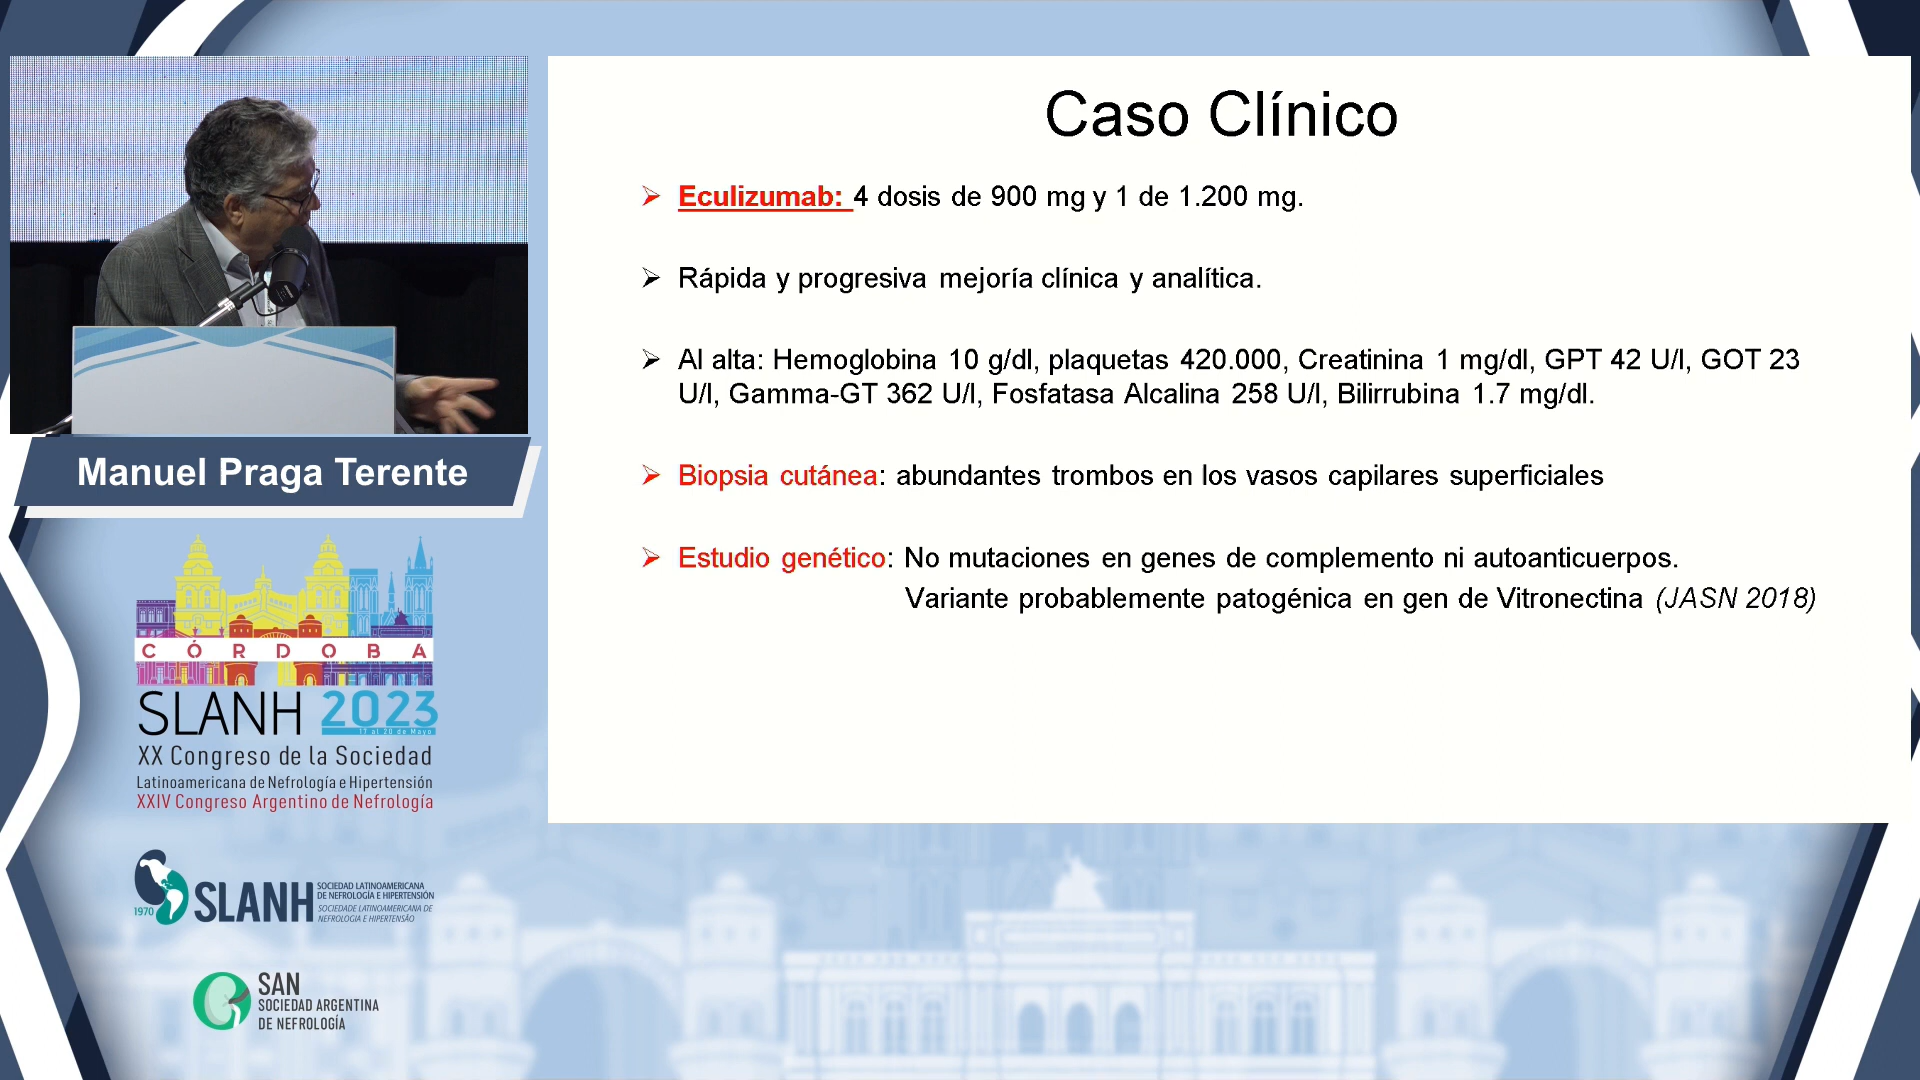 Caso Clínico
Eculizumab: 4 dosis de 900 mg y 1 de 1.200 mg.
Rápida y progresiva mejoría clínica y analítica.
Al alta: Hemoglobina 10 g/dl, plaquetas 420.000, Creatinina 1 mg/dl, GPT 42 U/l, GOT 23
U/l, Gamma-GT 362 U/l, Fosfatasa Alcalina 258 U/l, Bilirrubina 1.7 mg/dl.
Biopsia cutánea: abundantes trombos en los vasos capilares superficiales
Estudio genético: No mutaciones en genes de complemento ni autoanticuerpos.
Variante probablemente patogénica en gen de Vitronectina (JASN 2018)
Manuel Praga Terente
CÓRDOBA
SLANH 2023
17 al 20 de Mayo
XX Congreso de la Sociedad
Latinoamericana de Nefrología e Hipertensión
XXIV Congreso Argentino de Nefrología
1970 SLANH
SOCIEDAD LATINOAMERICANA
DE NEFROLOGÍA E HIPERTENSIÓN
SOCIEDADE LATINOAMERICANA DE
NEFROLOGIA E HIPERTENSÃO
SAN
SOCIEDAD ARGENTINA
DE NEFROLOGÍA